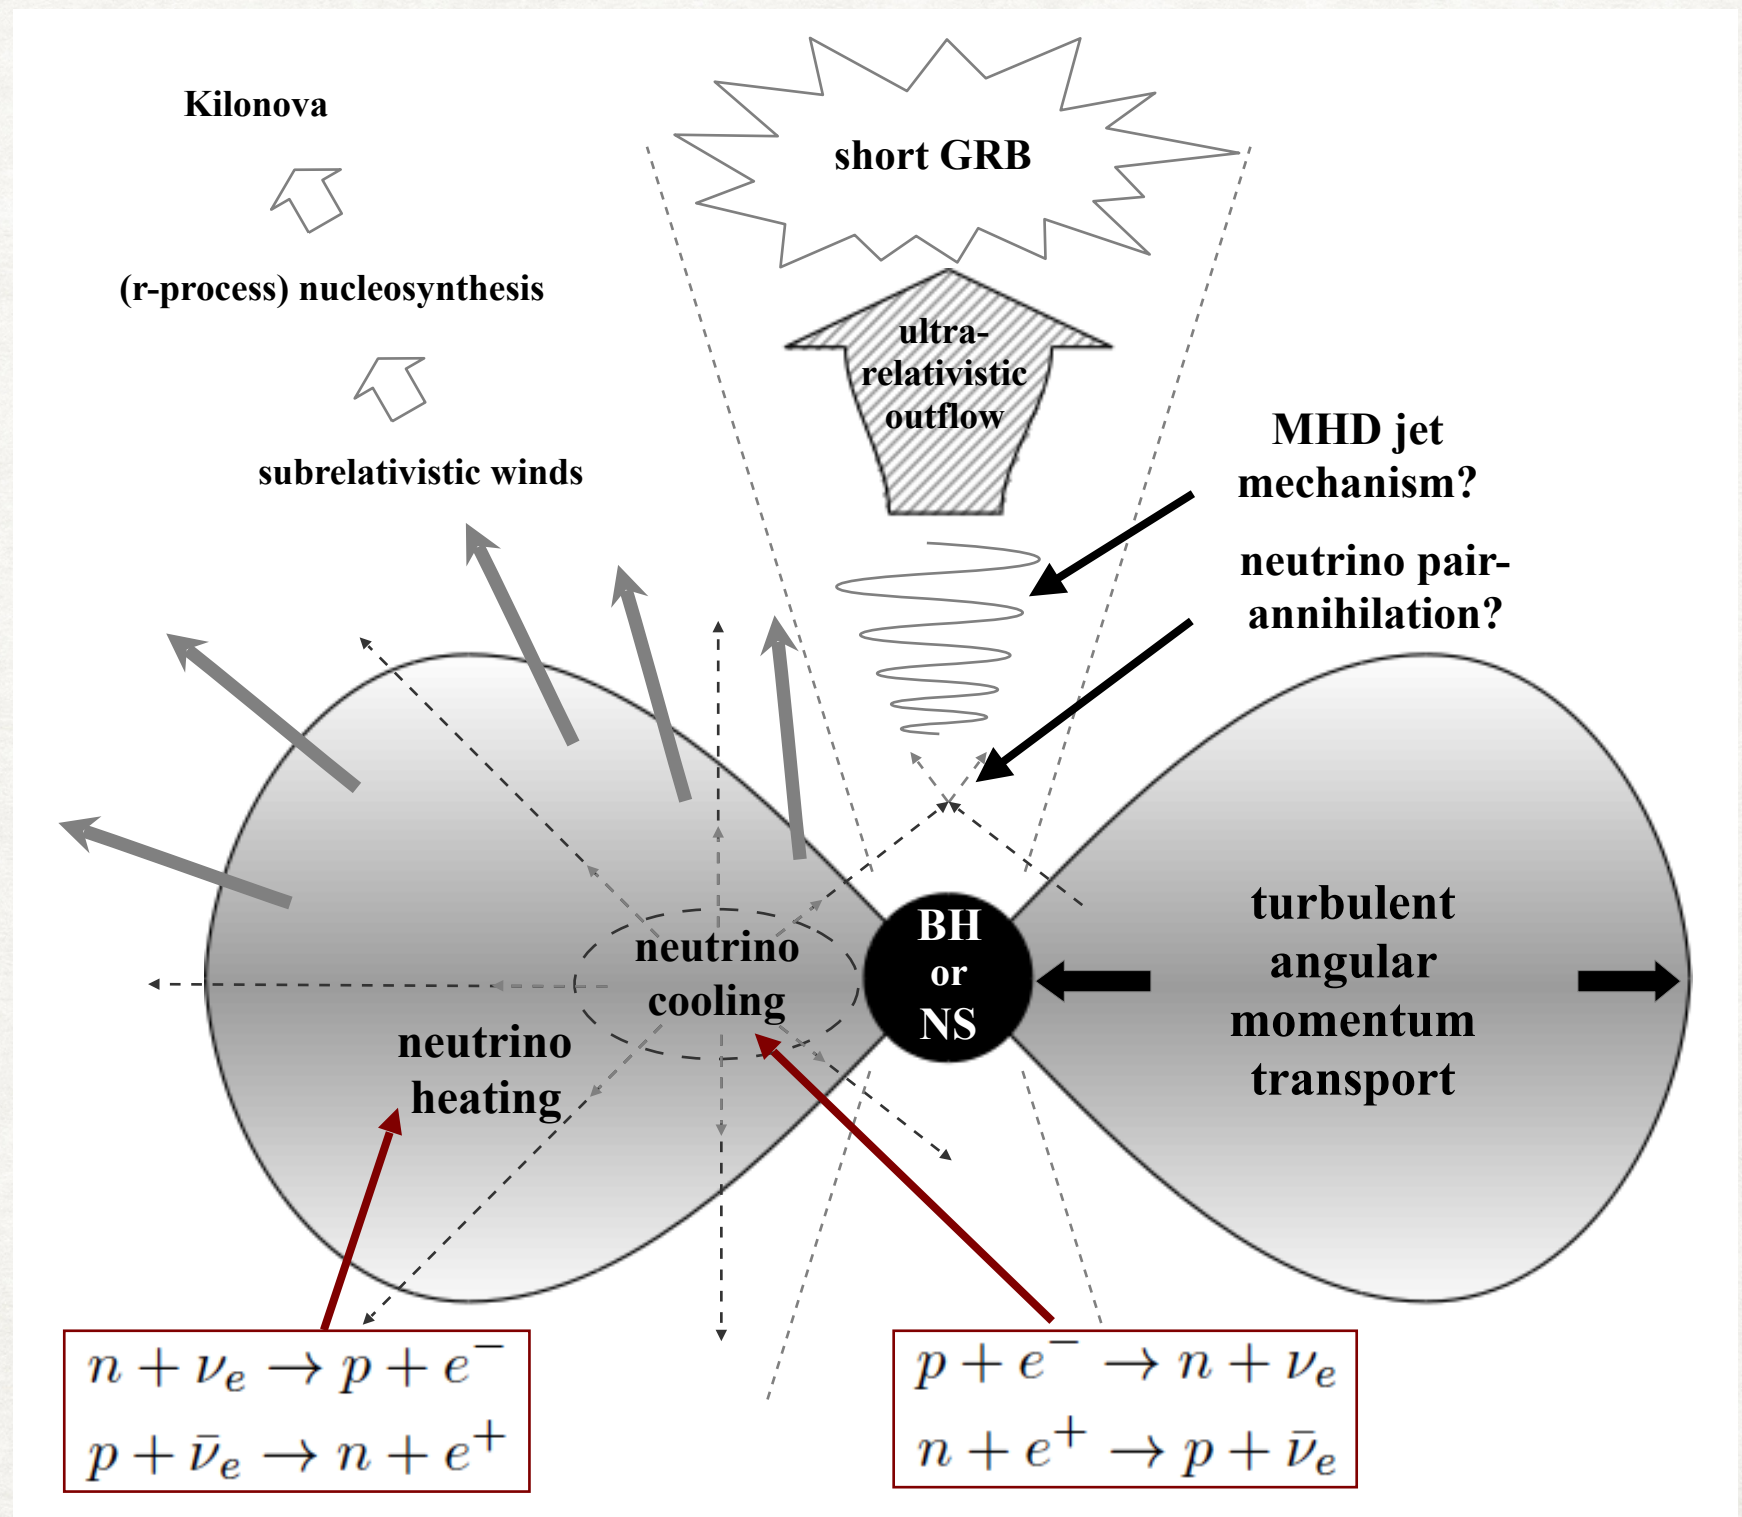 Kilonova
short GRB
(r-process) nucleosynthesis
ultra-
relativistic
outflow
subrelativistic winds
MHD jet
mechanism?
neutrino pair-
annihilation?
neutrino
cooling
neutrino
heating
BH
or
NS
turbulent
angular
momentum
transport
n + νₑ → p + e⁻
p + ν̄ₑ → n + e⁺
p + e⁻ → n + νₑ
n + e⁺ → p + ν̄ₑ